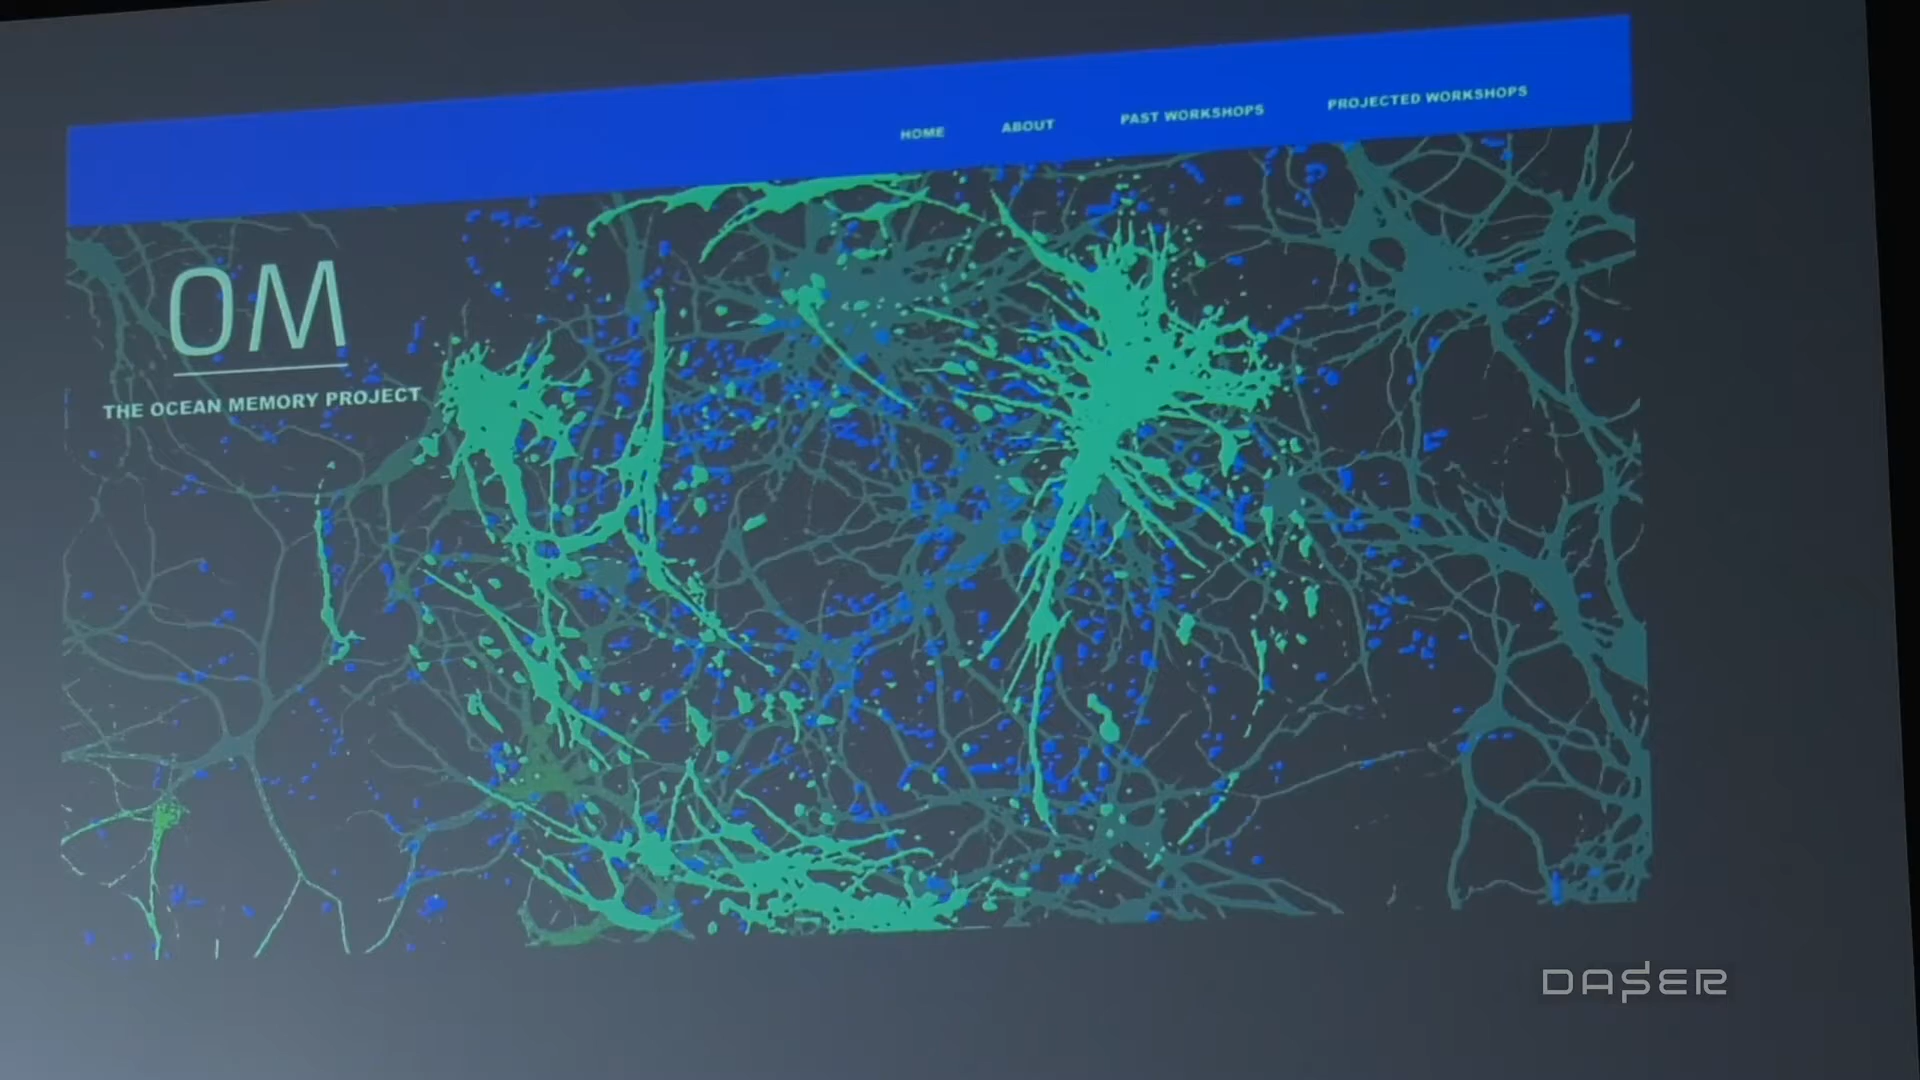 HOME
ABOUT
PAST WORKSHOPS
PROJECTED WORKSHOPS
OM
THE OCEAN MEMORY PROJECT
DASER